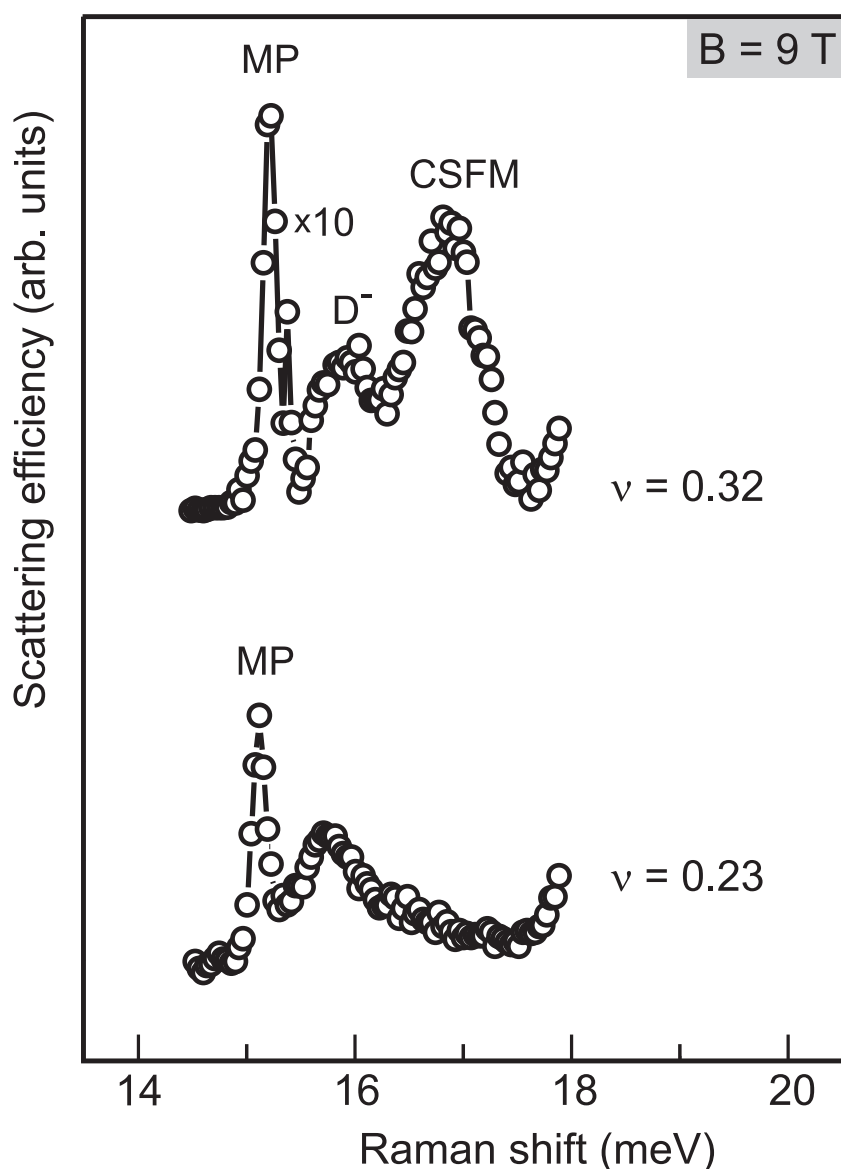 B = 9 T
MP
CSFM
×10
D⁻
ν = 0.32
MP
ν = 0.23
Scattering efficiency (arb. units)
14 16 18 20
Raman shift (meV)